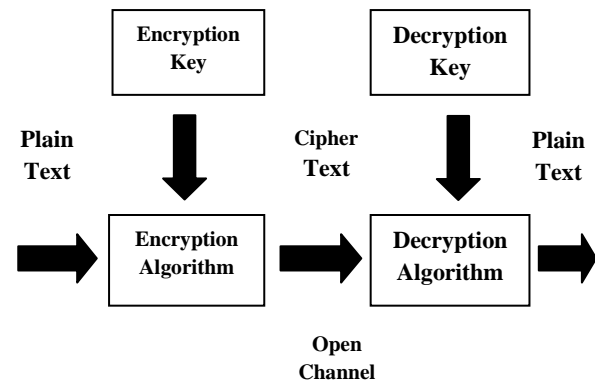 Encryption
Key
Decryption
Key
Plain
Text
Cipher
Text
Plain
Text
Encryption
Algorithm
Decryption
Algorithm
Open
Channel